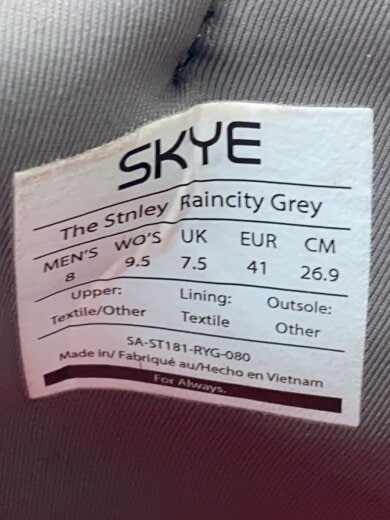 SKYE
The Stnley Raincity Grey
MEN'S WO'S UK EUR CM
8 9.5 7.5 41 26.9
Upper: Lining: Outsole:
Textile/Other Textile Other
SA-ST181-RYG-080
Made in/ Fabriqué au/Hecho en Vietnam
For Always.